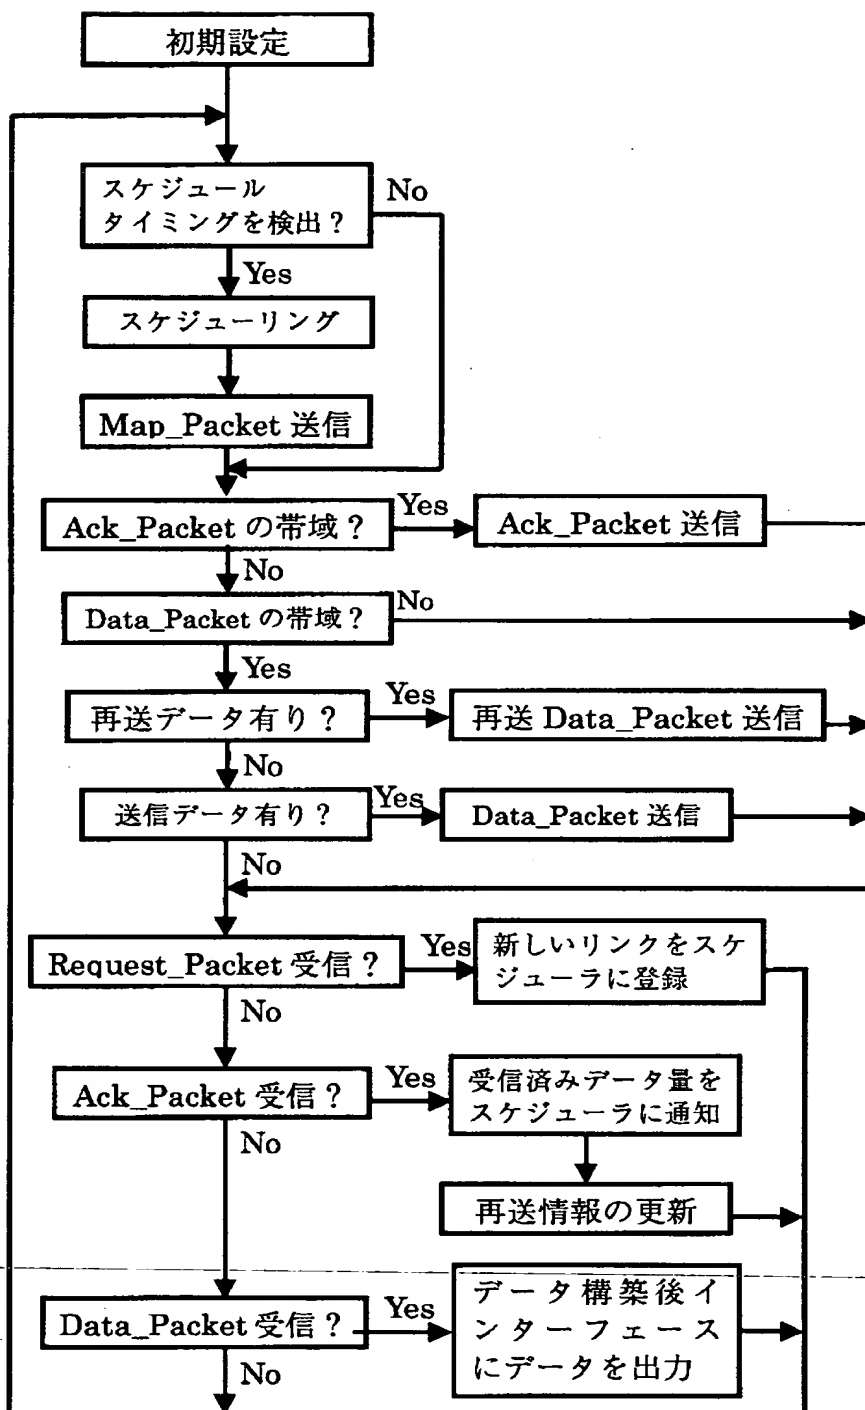 初期設定
スケジュール
タイミングを検出？
No
Yes
スケジューリング
Map_Packet 送信
Ack_Packet の帯域？
Yes
Ack_Packet 送信
No
Data_Packet の帯域？
No
Yes
再送データ有り？
Yes
再送 Data_Packet 送信
No
送信データ有り？
Yes
Data_Packet 送信
No
Request_Packet 受信？
Yes
新しいリンクをスケ
ジューラに登録
No
Ack_Packet 受信？
Yes
受信済みデータ量を
スケジューラに通知
No
再送情報の更新
Data_Packet 受信？
Yes
データ構築後イ
ンターフェース
にデータを出力
No